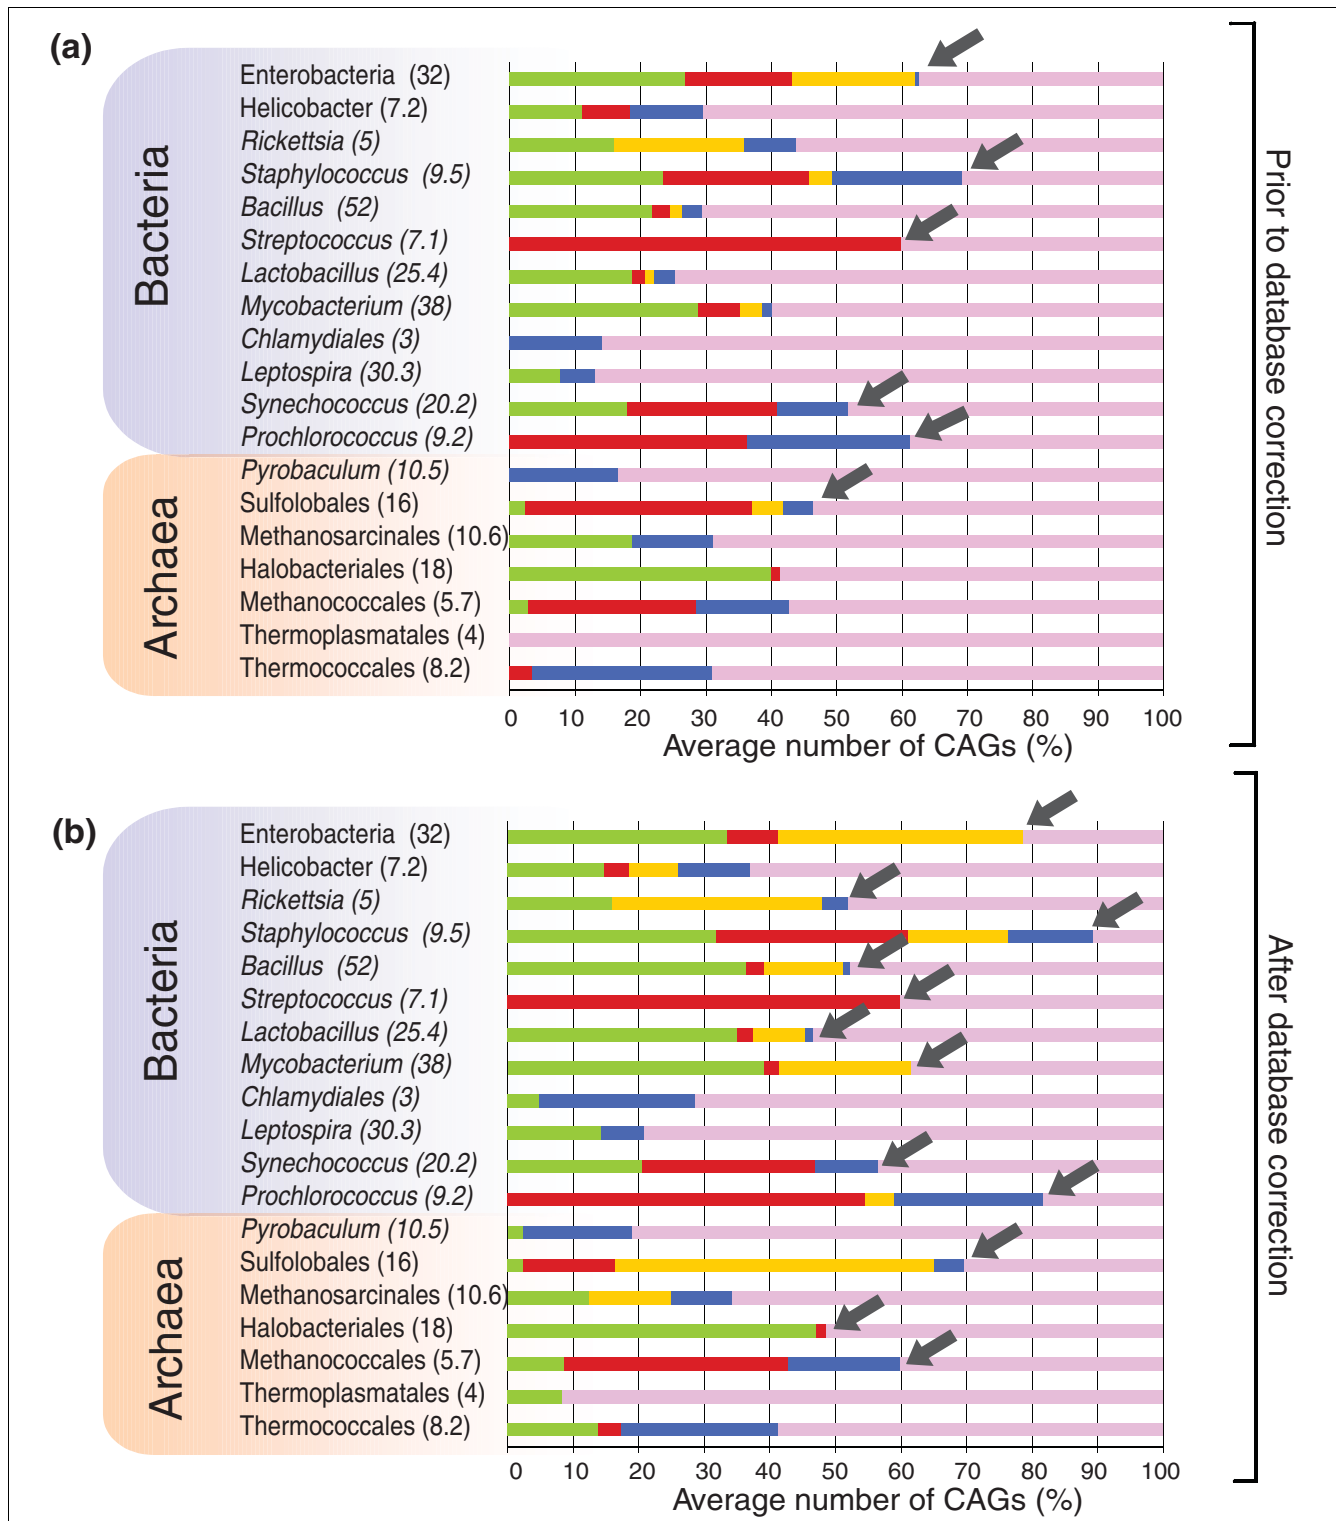 (a)
Bacteria
Enterobacteria (32)
Helicobacter (7.2)
Rickettsia (5)
Staphylococcus (9.5)
Bacillus (52)
Streptococcus (7.1)
Lactobacillus (25.4)
Mycobacterium (38)
Chlamydiales (3)
Leptospira (30.3)
Synechococcus (20.2)
Prochlorococcus (9.2)
Archaea
Pyrobaculum (10.5)
Sulfolobales (16)
Methanosarcinales (10.6)
Halobacteriales (18)
Methanococcales (5.7)
Thermoplasmatales (4)
Thermococcales (8.2)
0 10 20 30 40 50 60 70 80 90 100
Average number of CAGs (%)
Prior to database correction
(b)
Bacteria
Enterobacteria (32)
Helicobacter (7.2)
Rickettsia (5)
Staphylococcus (9.5)
Bacillus (52)
Streptococcus (7.1)
Lactobacillus (25.4)
Mycobacterium (38)
Chlamydiales (3)
Leptospira (30.3)
Synechococcus (20.2)
Prochlorococcus (9.2)
Archaea
Pyrobaculum (10.5)
Sulfolobales (16)
Methanosarcinales (10.6)
Halobacteriales (18)
Methanococcales (5.7)
Thermoplasmatales (4)
Thermococcales (8.2)
0 10 20 30 40 50 60 70 80 90 100
Average number of CAGs (%)
After database correction